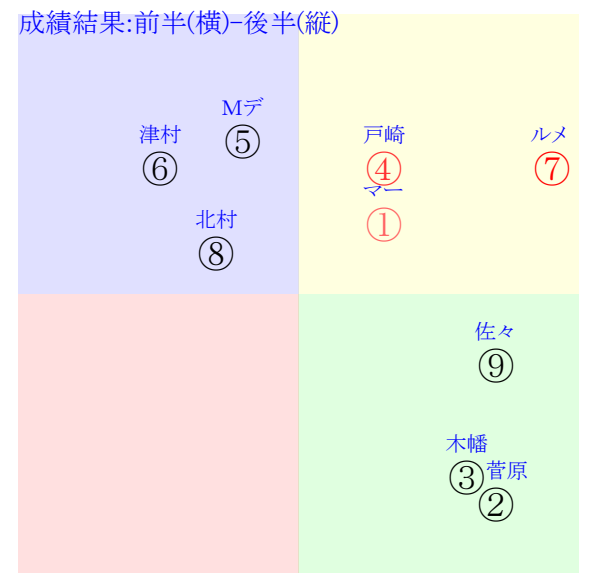 成績結果:前半(横)-後半(縦)
Mデ
⑤
津村
⑥
戸崎
④
ルメ
⑦
マー
①
北村
⑧
佐々
⑨
木幡
③
菅原
②